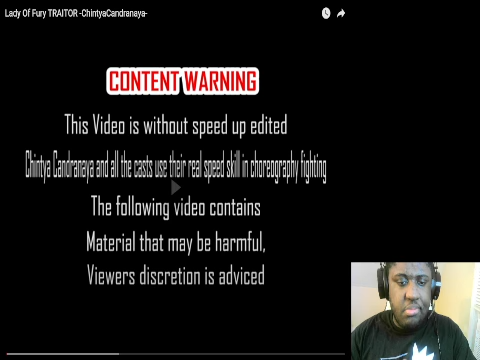 Lady Of Fury TRAITOR -ChintyaCandranaya-
CONTENT WARNING
This Video is without speed up edited
Chintya Candranaya and all the casts use their real speed skill in choreography fighting
The following video contains
Material that may be harmful,
Viewers discretion is adviced